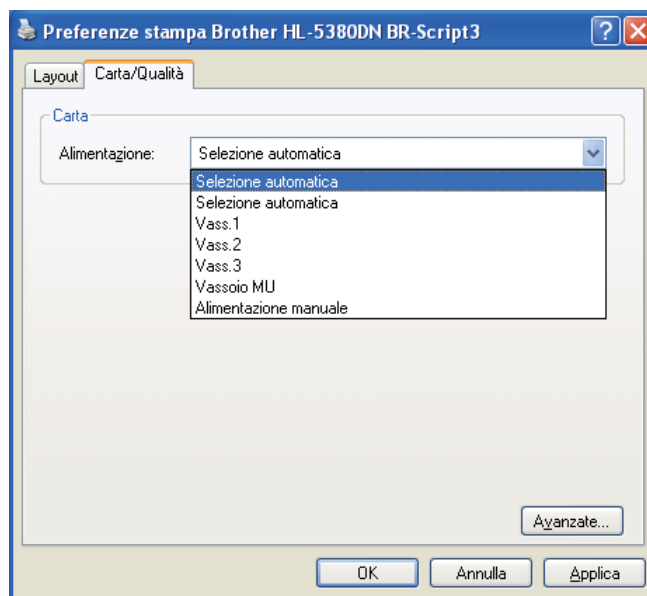 Preferenze stampa Brother HL-5380DN BR-Script3
Layout Carta/Qualità
Carta
Alimentazione: Selezione automatica
Selezione automatica
Selezione automatica
Vass.1
Vass.2
Vass.3
Vassoio MU
Alimentazione manuale
Avanzate...
OK Annulla Applica